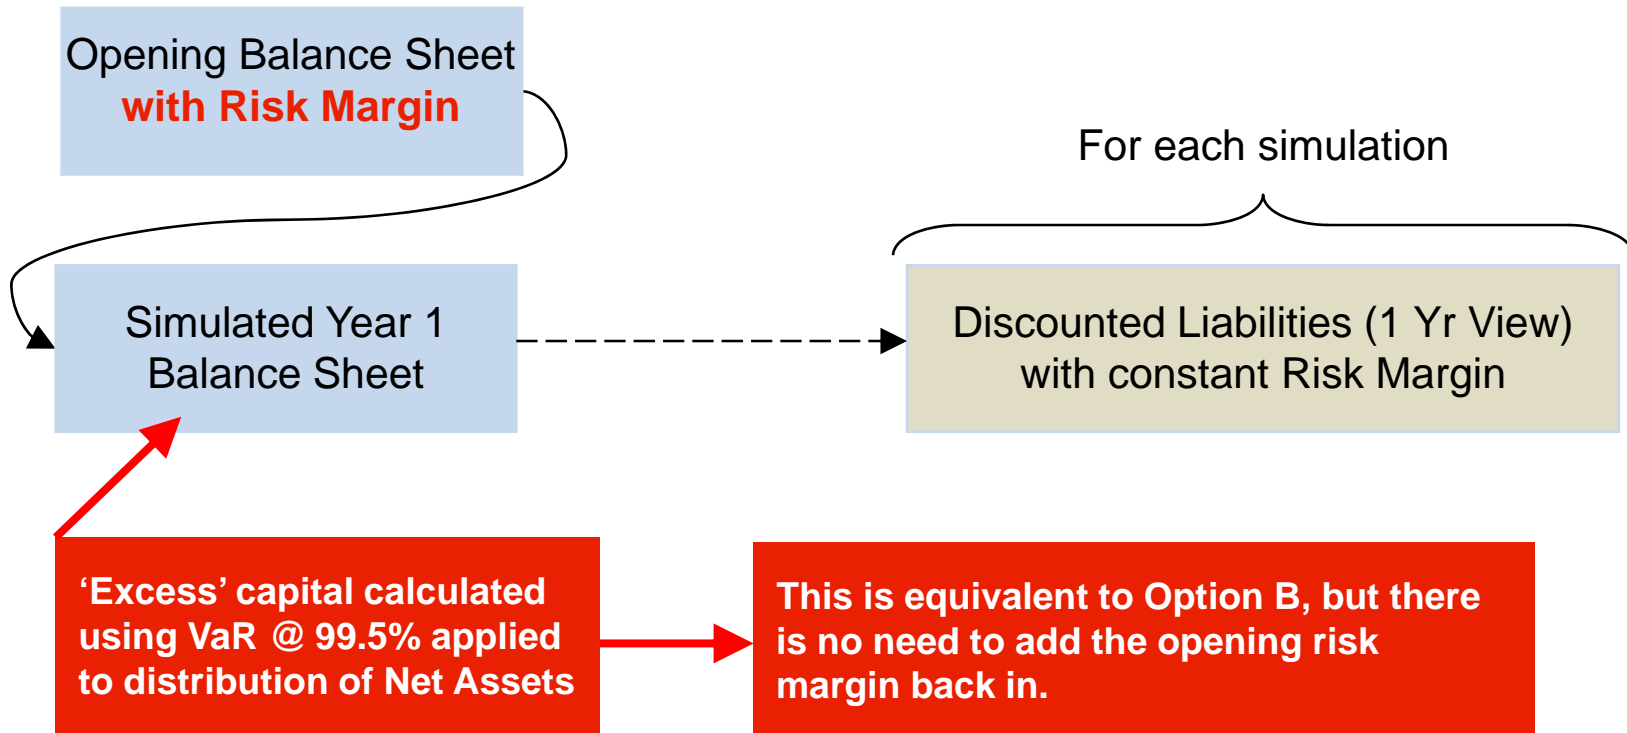 Opening Balance Sheet
with Risk Margin
For each simulation
Simulated Year 1
Balance Sheet
Discounted Liabilities (1 Yr View)
with constant Risk Margin
‘Excess’ capital calculated
using VaR @ 99.5% applied
to distribution of Net Assets
This is equivalent to Option B, but there
is no need to add the opening risk
margin back in.